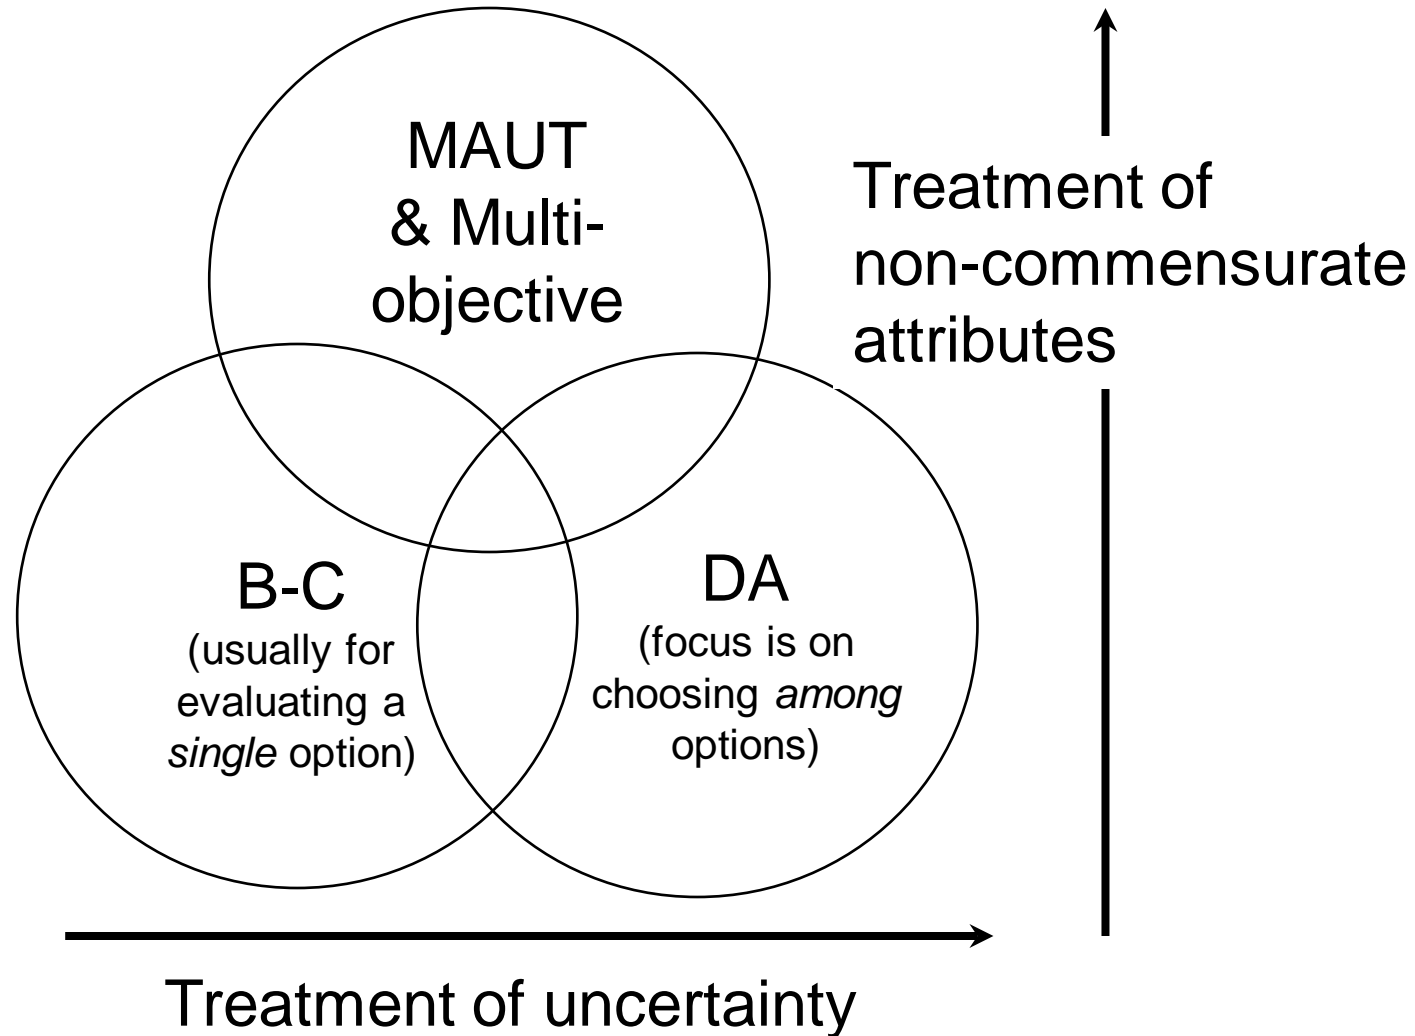 MAUT
& Multi-
objective
Treatment of
non-commensurate
attributes
B-C
(usually for
evaluating a
single option)
DA
(focus is on
choosing among
options)
Treatment of uncertainty